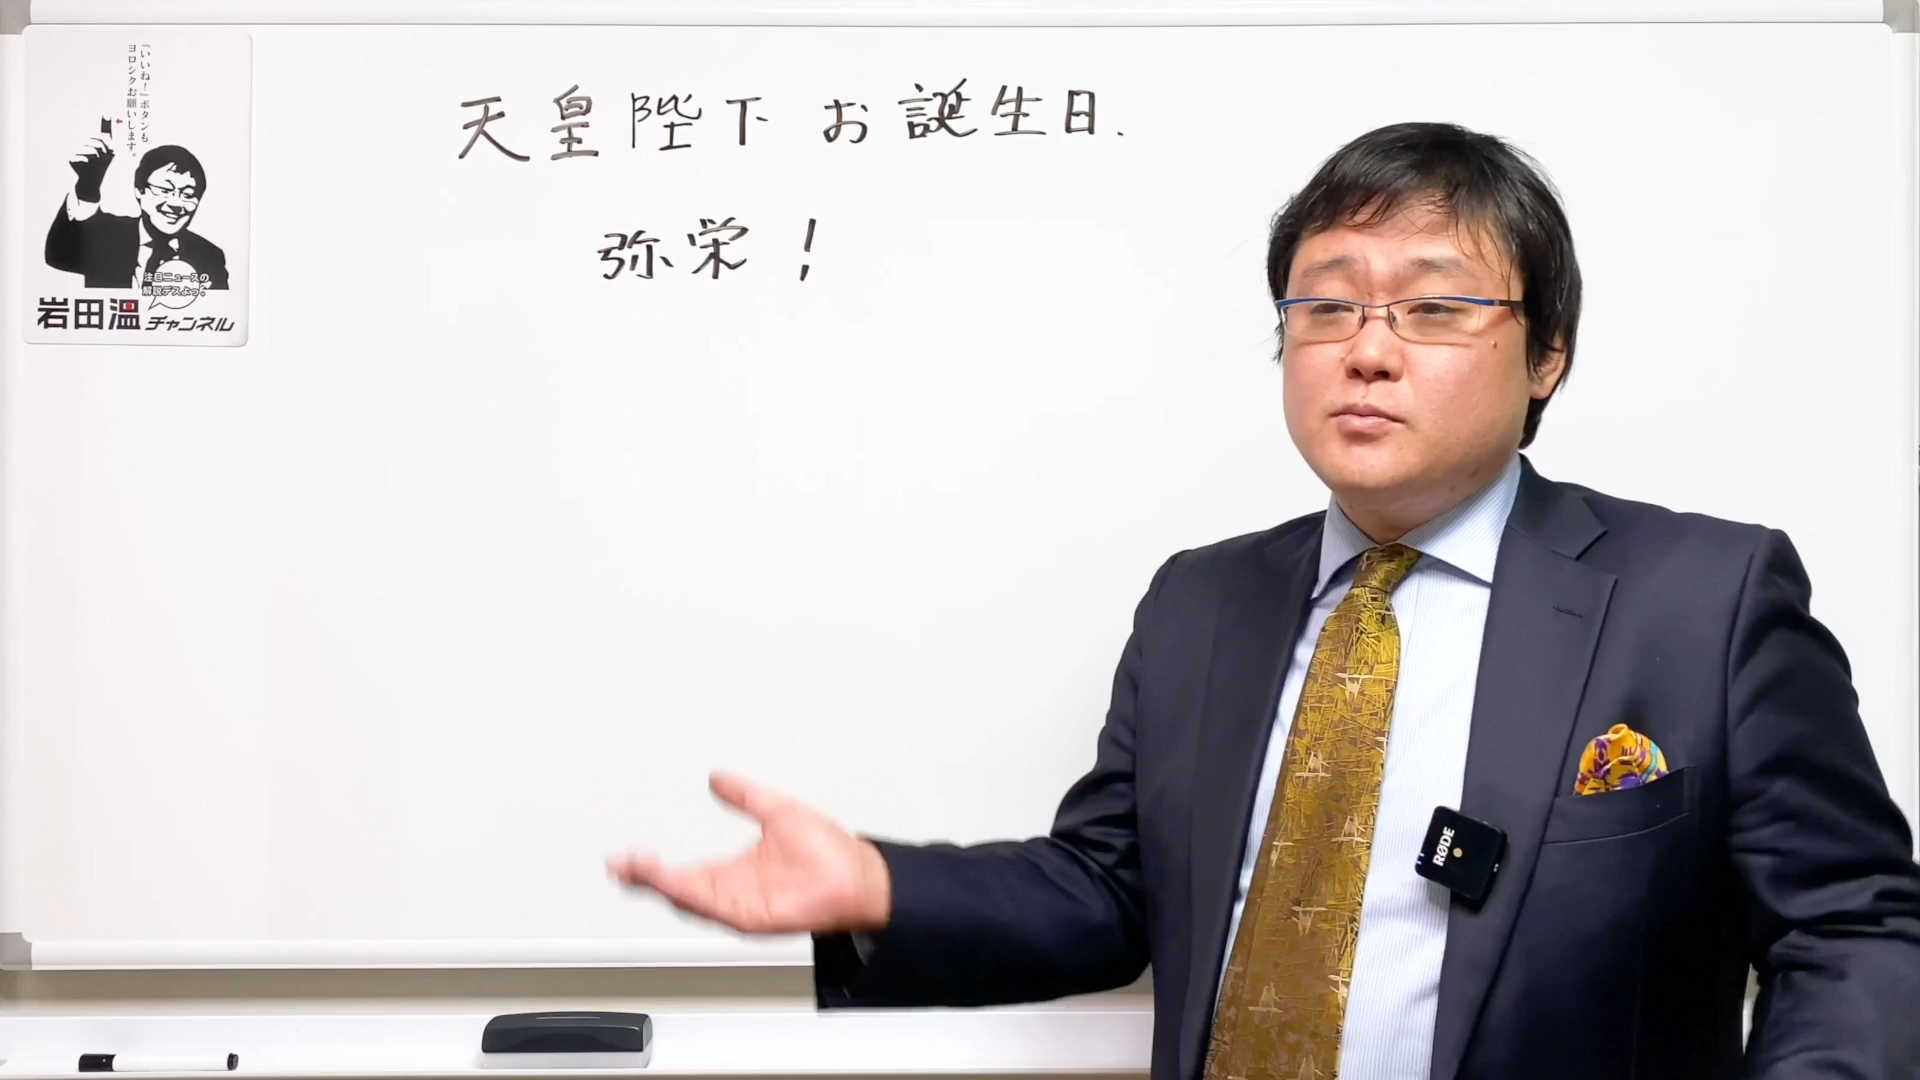 「いいね！」ボタンも
ヨロシクお願いします。
注目ニュースの
解説デスよっ。
岩田温チャンネル
天皇陛下お誕生日.
弥栄！
RØDE